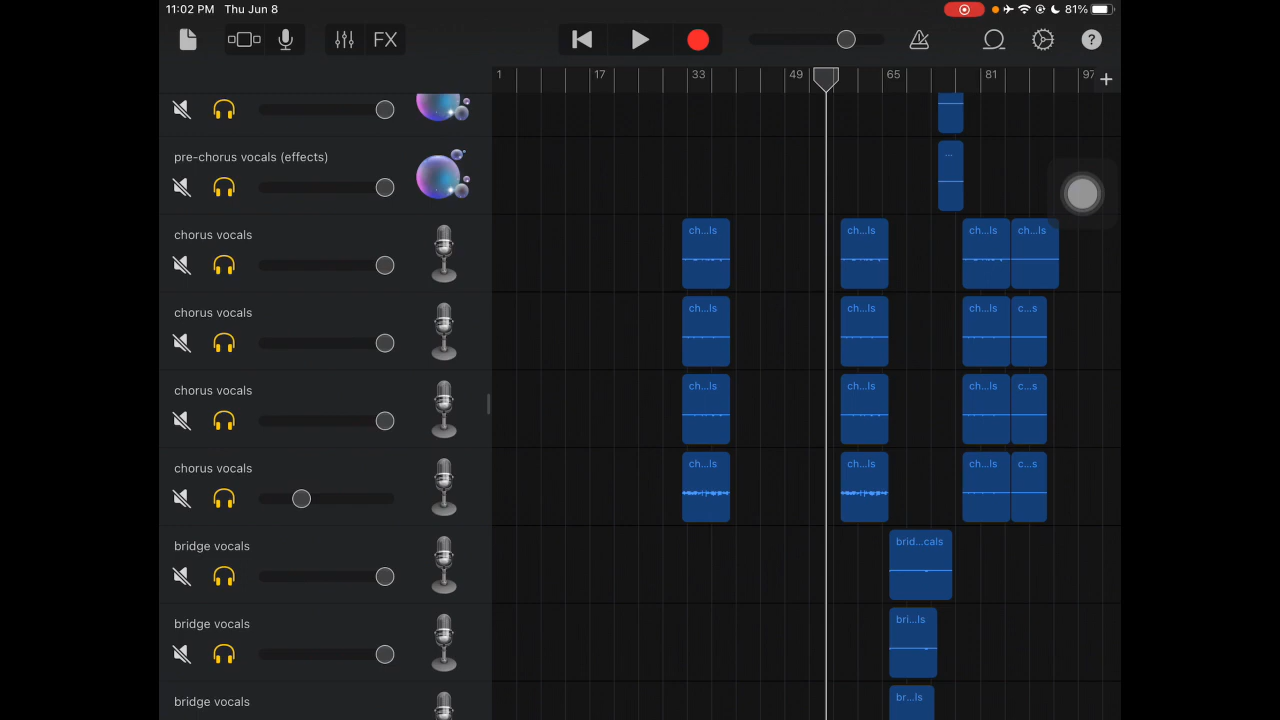 11:02 PM Thu Jun 8 81%
FX ?
1 17 33 49 65 81 97 +
pre-chorus vocals (effects) ...
chorus vocals ch...ls ch...ls ch...ls ch...ls
chorus vocals ch...ls ch...ls ch...ls c...s
chorus vocals ch...ls ch...ls ch...ls c...s
chorus vocals ch...ls ch...ls ch...ls c...s
bridge vocals brid...cals
bridge vocals bri...ls
bridge vocals br...ls